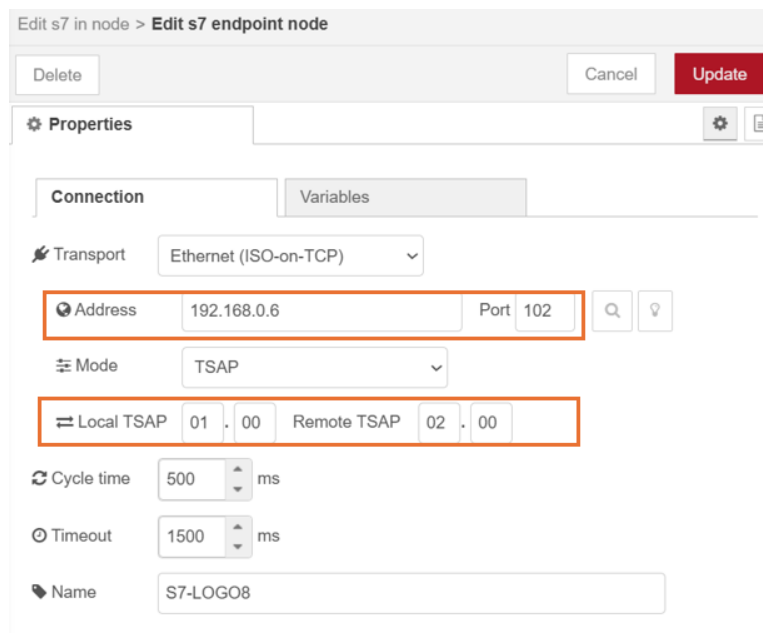 Edit s7 in node > Edit s7 endpoint node
Delete Cancel Update
Properties
Connection Variables
Transport Ethernet (ISO-on-TCP)
Address 192.168.0.6 Port 102
Mode TSAP
Local TSAP 01 . 00 Remote TSAP 02 . 00
Cycle time 500 ms
Timeout 1500 ms
Name S7-LOGO8